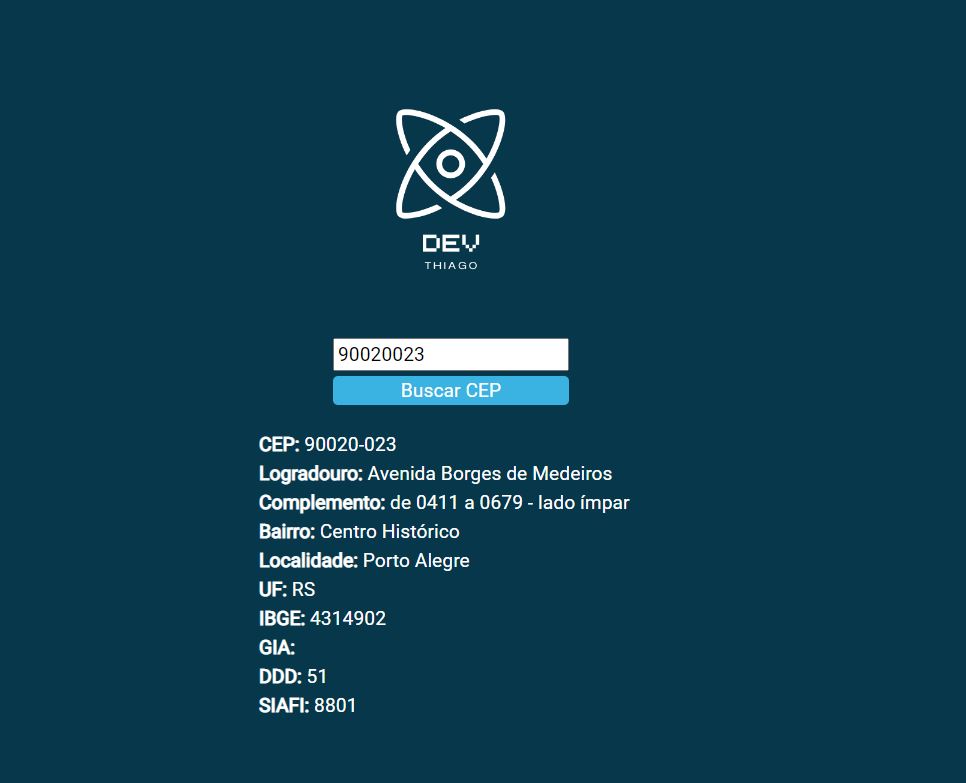 DEV
THIAGO
90020023
Buscar CEP
CEP: 90020-023
Logradouro: Avenida Borges de Medeiros
Complemento: de 0411 a 0679 - lado ímpar
Bairro: Centro Histórico
Localidade: Porto Alegre
UF: RS
IBGE: 4314902
GIA:
DDD: 51
SIAFI: 8801